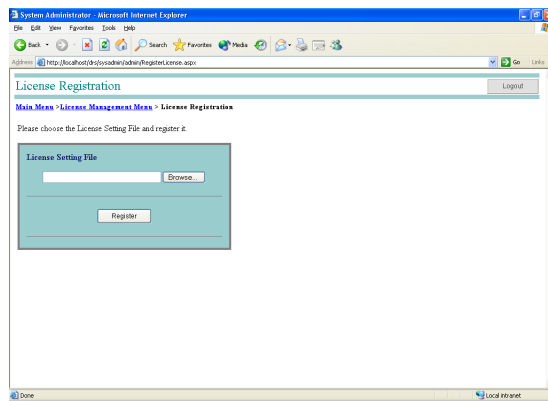 System Administrator - Microsoft Internet Explorer
File Edit View Favorites Tools Help
Back Search Favorites Media
Address http://localhost/drs/sysadmin/admin/RegisterLicense.aspx Go Links
License Registration
Logout
Main Menu >License Management Menu > License Registration
Please choose the License Setting File and register it.
License Setting File
Browse...
Register
Done Local intranet